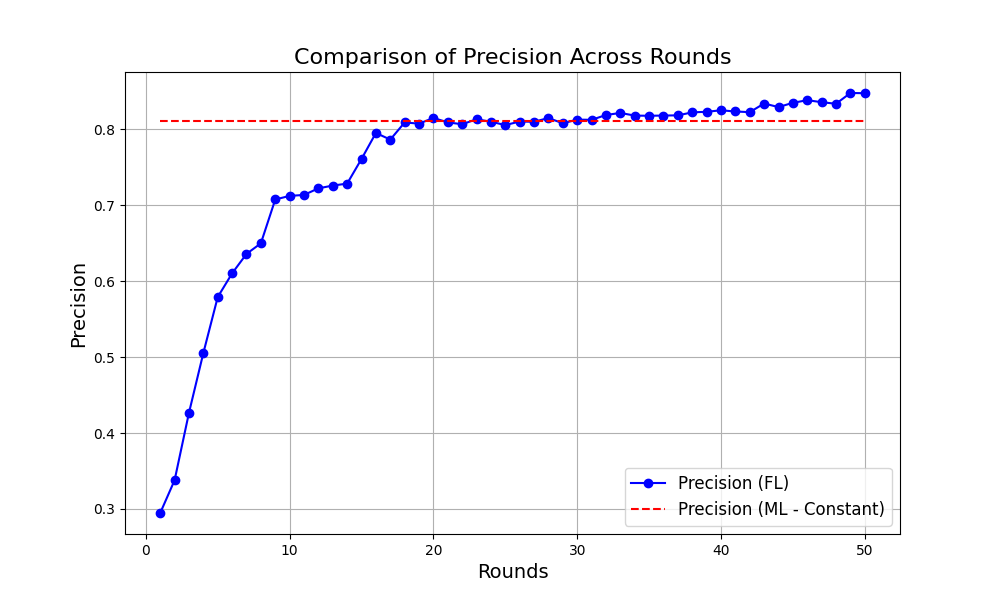 Comparison of Precision Across Rounds
Precision
0.8
0.7
0.6
0.5
0.4
0.3
Precision (FL)
Precision (ML - Constant)
0 10 20 30 40 50
Rounds